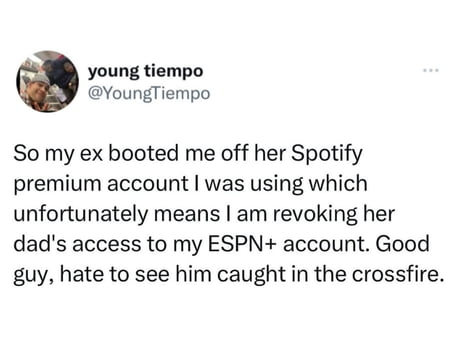 young tiempo
@YoungTiempo
So my ex booted me off her Spotify
premium account I was using which
unfortunately means I am revoking her
dad's access to my ESPN+ account. Good
guy, hate to see him caught in the crossfire.